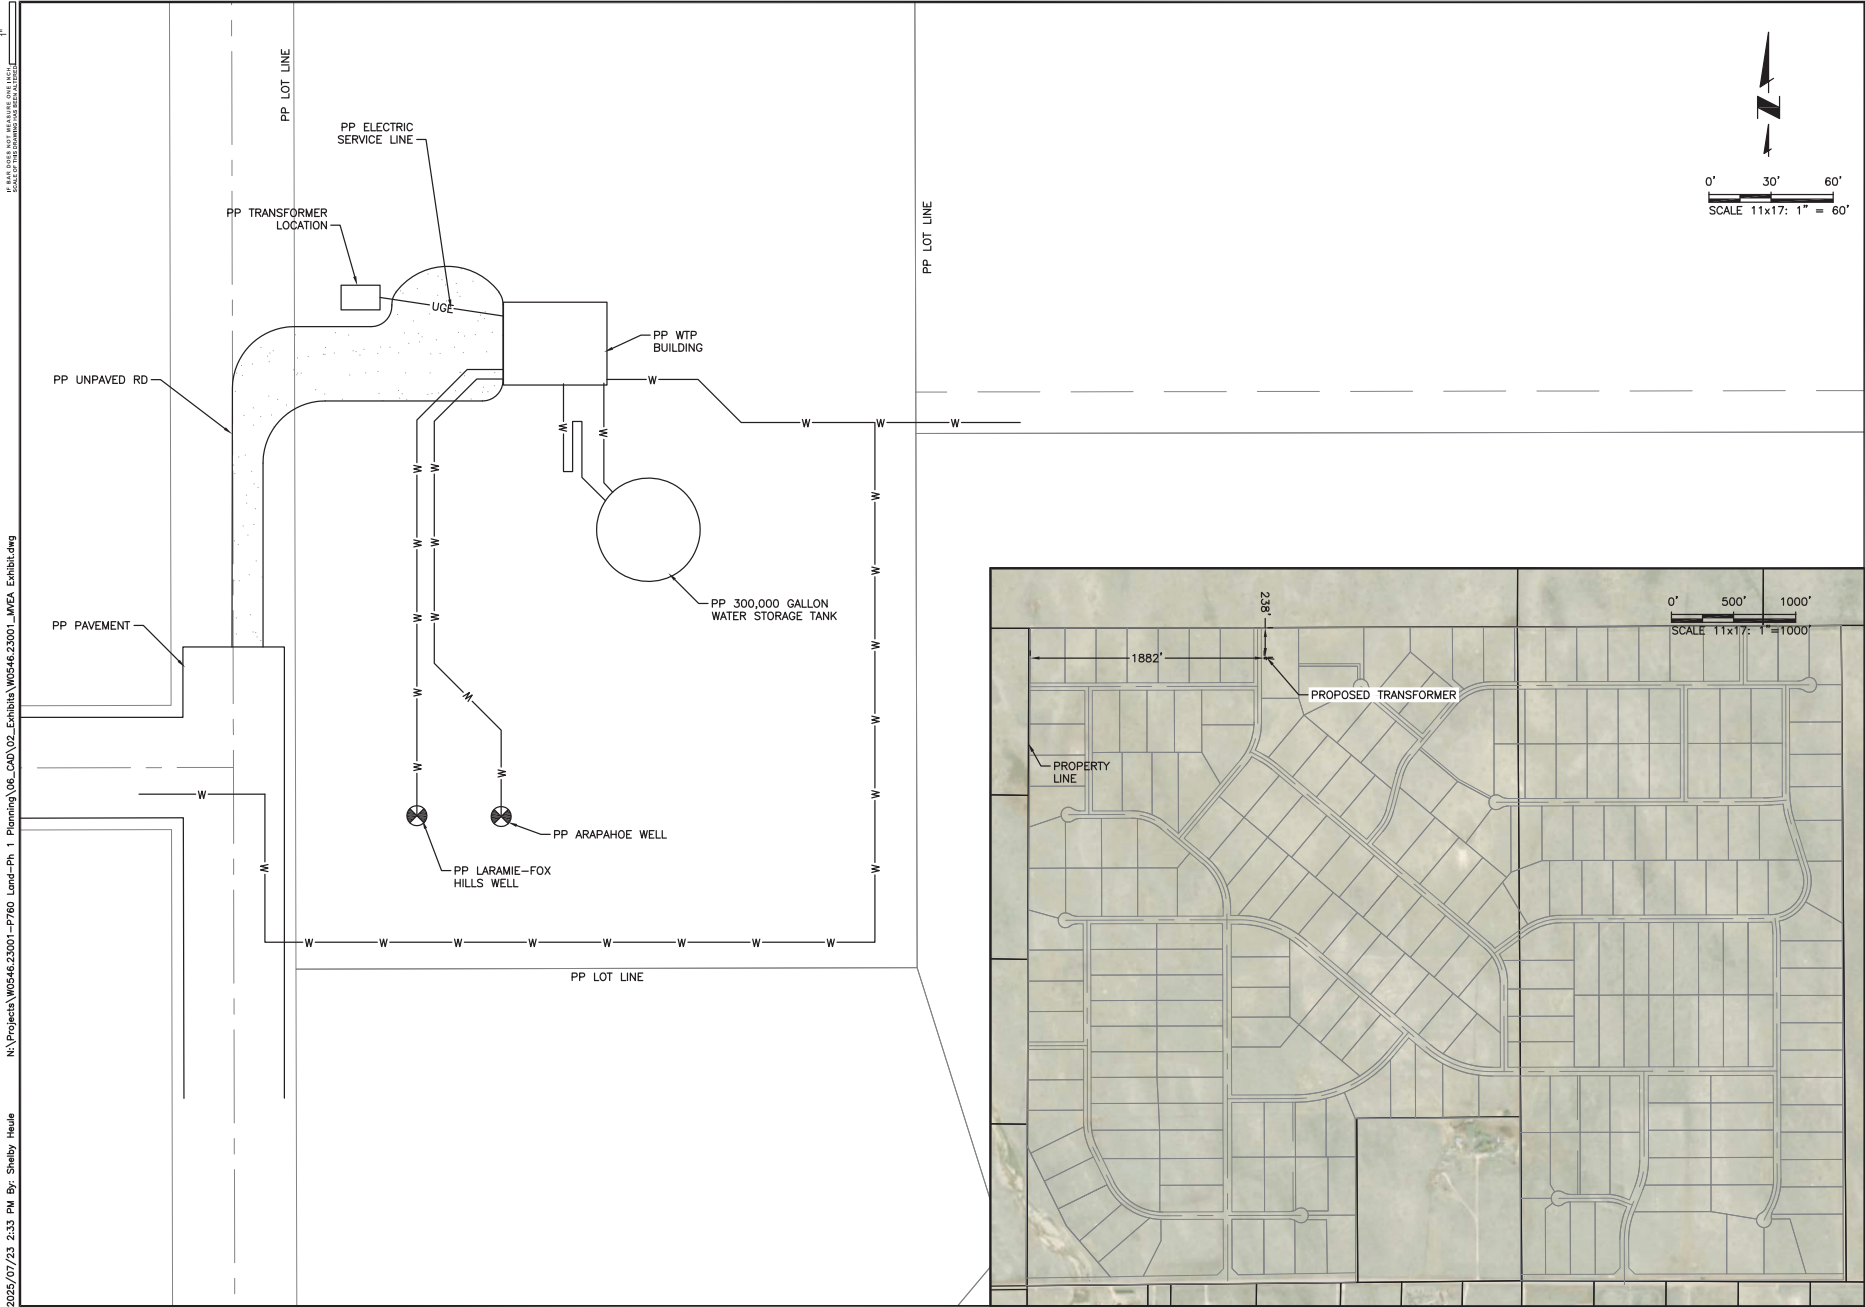 1"
IF BAR DOES NOT MEASURE ONE INCH,
SCALE OF THIS DRAWING HAS BEEN ALTERED
N:\Projects\W0546.23001-P760 Land-Ph 1 Planning\06_CAD\02_Exhibits\W0546.23001_MVEA Exhibit.dwg
2025/07/23 2:33 PM By: Shelby Heule
PP LOT LINE
PP ELECTRIC
SERVICE LINE
PP TRANSFORMER
LOCATION
UGE
PP WTP
BUILDING
PP UNPAVED RD
PP LOT LINE
N
0' 30' 60'
SCALE 11x17: 1" = 60'
W
W W W
W W
W W W
W W W
W W W
W W
W W W
W
W
W W
W
PP 300,000 GALLON
WATER STORAGE TANK
PP PAVEMENT
PP ARAPAHOE WELL
PP LARAMIE-FOX
HILLS WELL
W W W W W W W W
PP LOT LINE
238'
0' 500' 1000'
SCALE 11x17: 1"=1000'
1882'
PROPOSED TRANSFORMER
PROPERTY
LINE